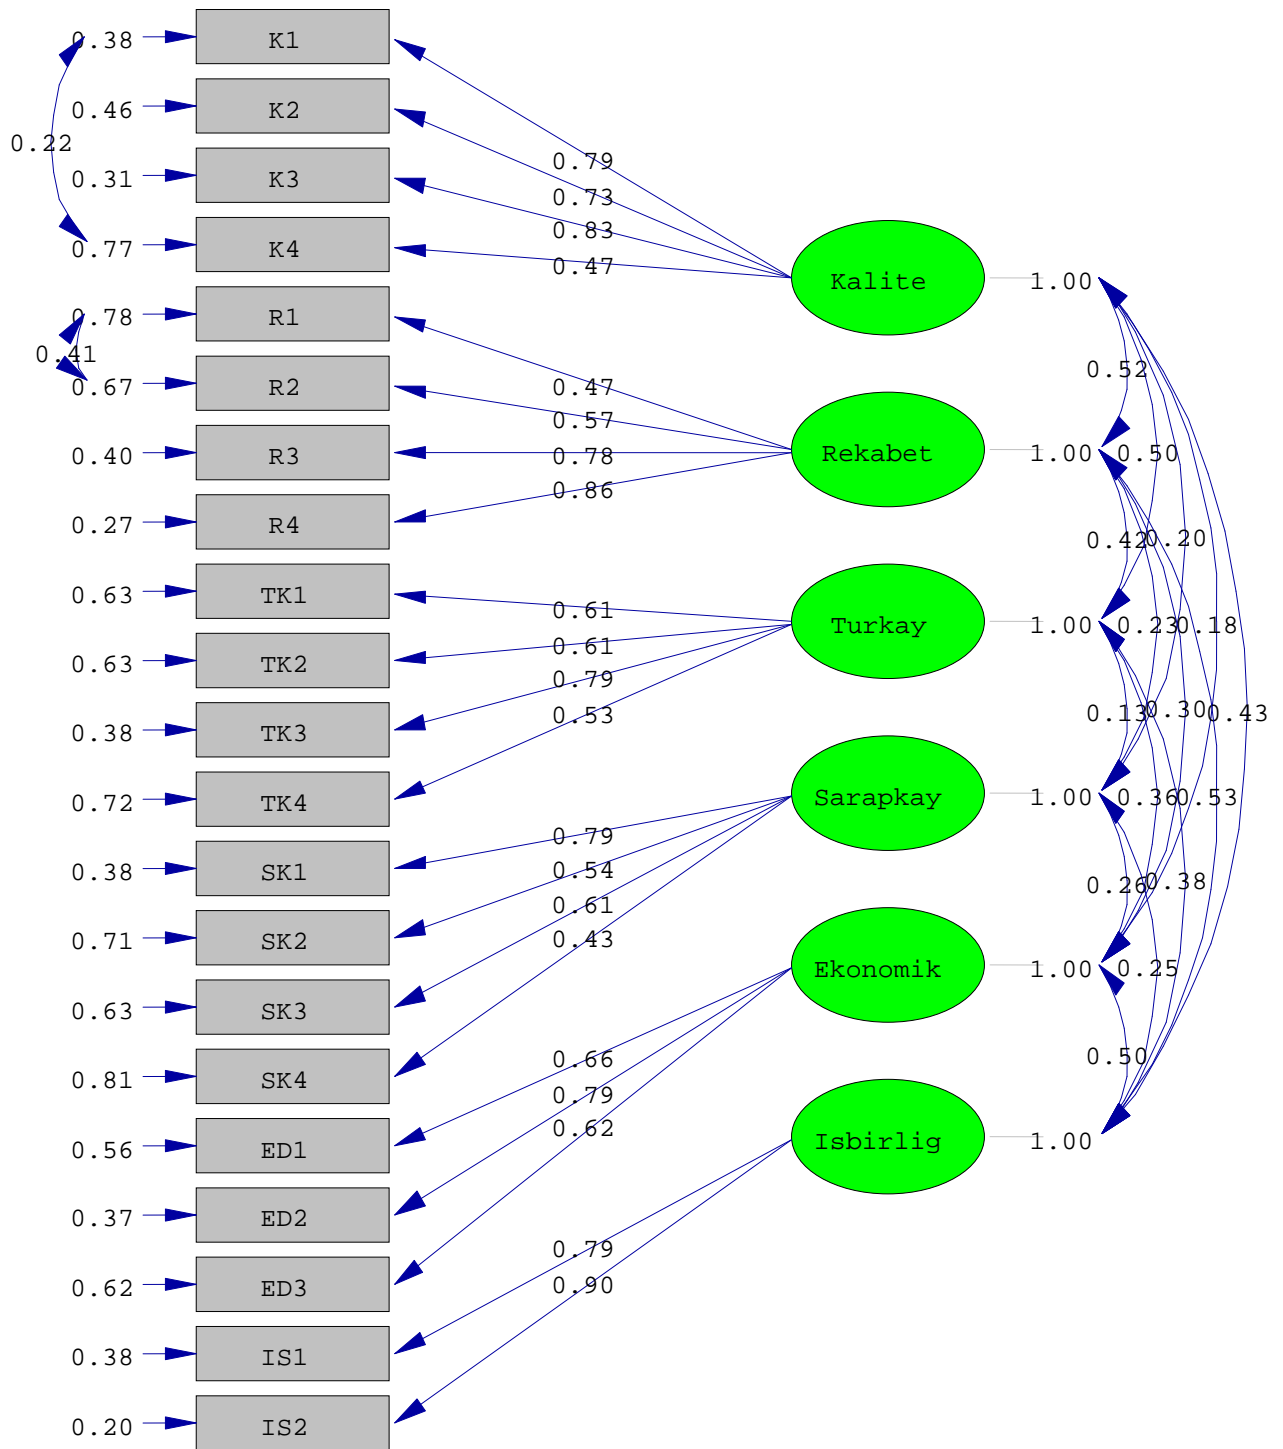 0.38 K1
0.46 K2
0.22
0.31 K3
0.79
0.73
0.83
0.77 K4
0.47
Kalite 1.00
0.78 R1
0.41
0.52
0.67 R2
0.47
0.57
0.40 R3
0.78
Rekabet 1.00 0.50
0.86
0.27 R4
0.42 0.20
0.63 TK1
0.61
Turkay 1.00 0.23 0.18
0.61
0.63 TK2
0.79
0.53
0.13 0.30 0.43
0.38 TK3
0.72 TK4
Sarapkay 1.00 0.36 0.53
0.79
0.38 SK1
0.54
0.26 0.38
0.61
0.43
0.71 SK2
Ekonomik 1.00 0.25
0.63 SK3
0.66
0.50
0.81 SK4
0.79
0.62
0.56 ED1
Isbirlig 1.00
0.37 ED2
0.79
0.90
0.62 ED3
0.38 IS1
0.20 IS2